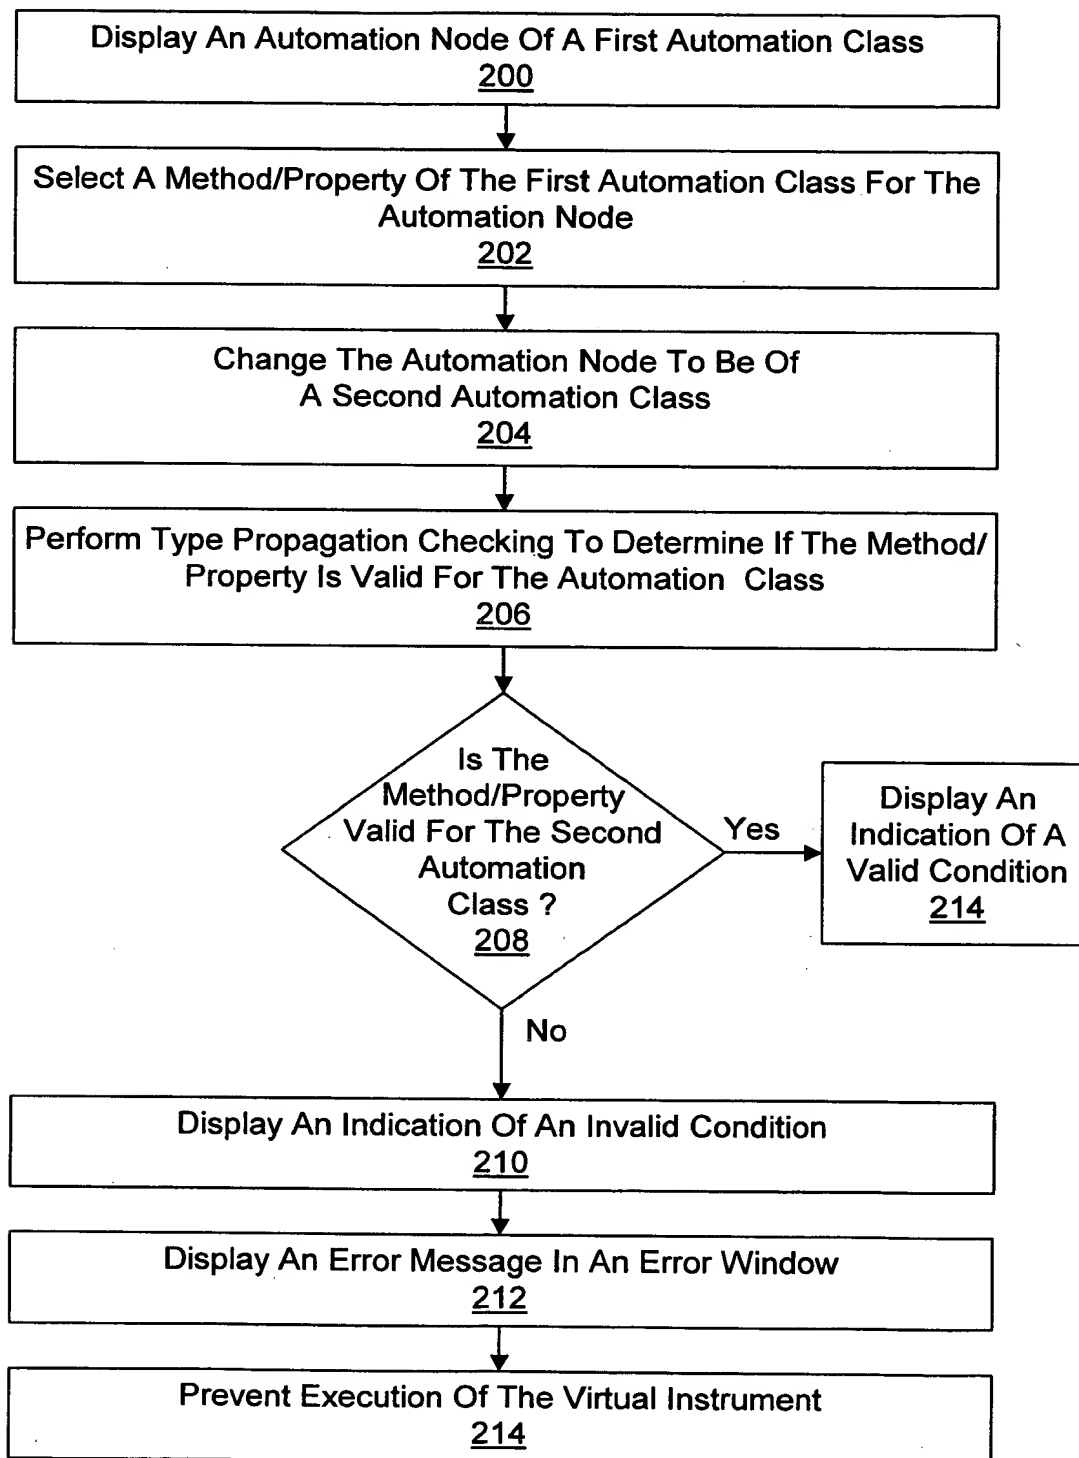 Display An Automation Node Of A First Automation Class
200
Select A Method/Property Of The First Automation Class For The
Automation Node
202
Change The Automation Node To Be Of
A Second Automation Class
204
Perform Type Propagation Checking To Determine If The Method/
Property Is Valid For The Automation Class
206
Is The
Method/Property
Valid For The Second
Automation
Class ?
208
Yes
Display An
Indication Of A
Valid Condition
214
No
Display An Indication Of An Invalid Condition
210
Display An Error Message In An Error Window
212
Prevent Execution Of The Virtual Instrument
214